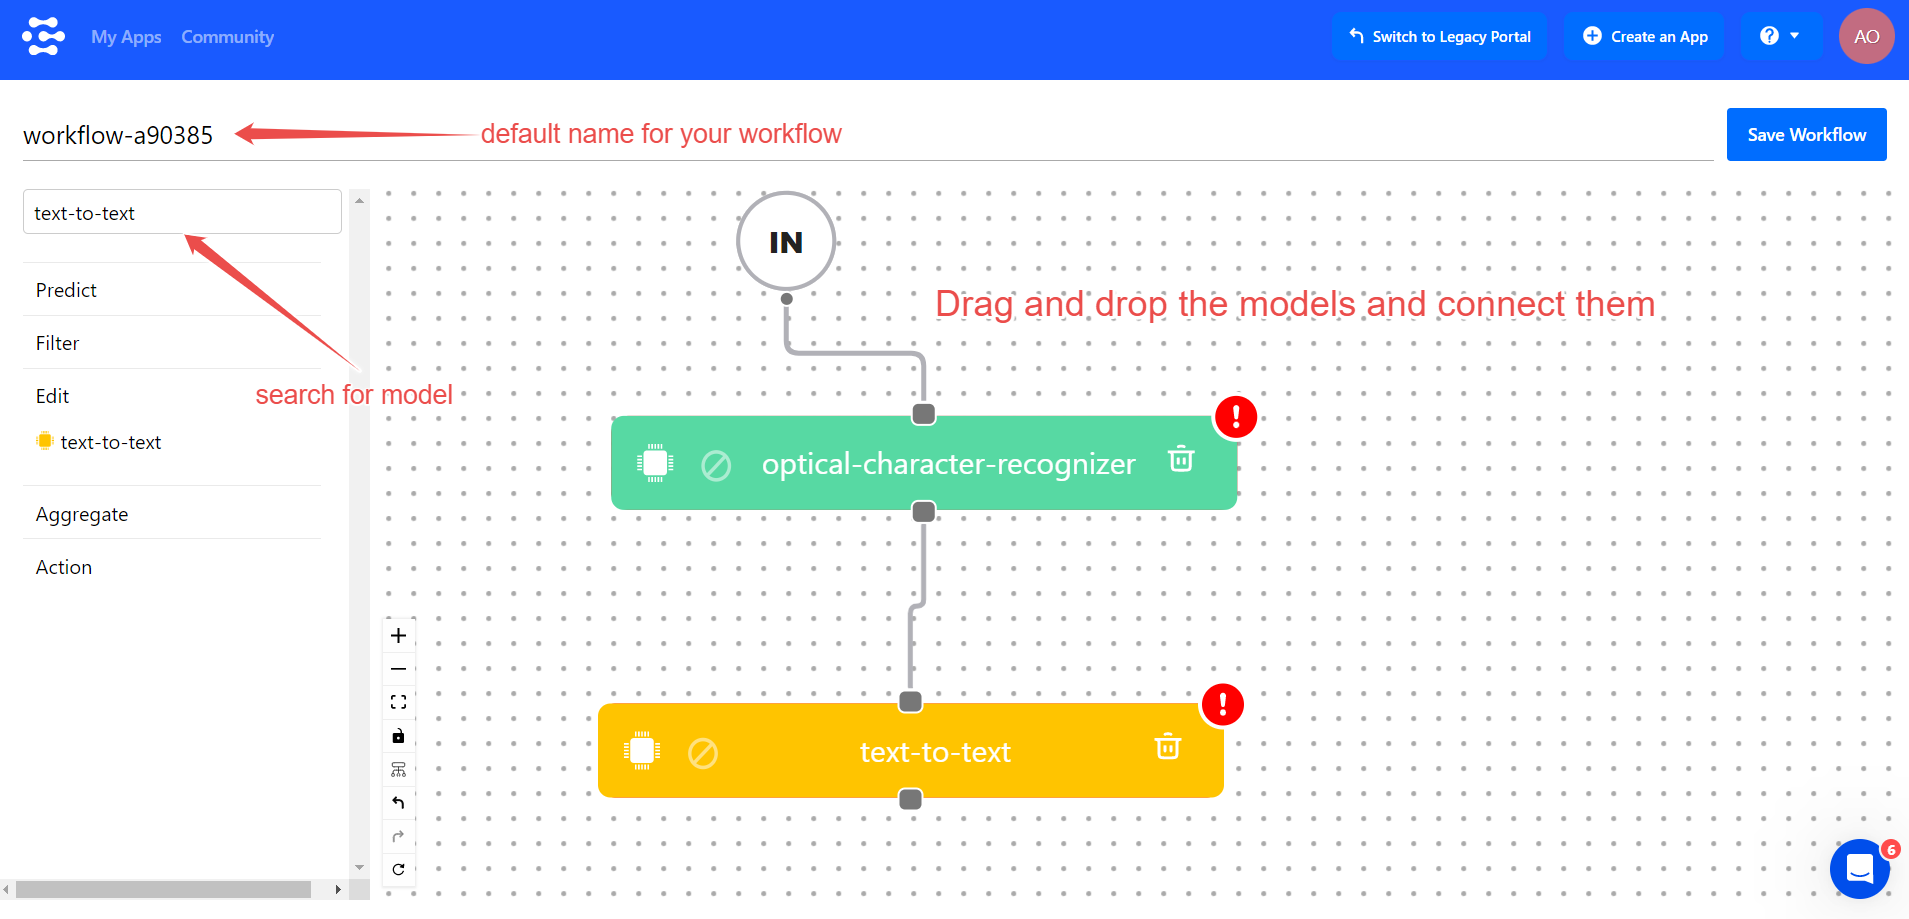 My Apps Community Switch to Legacy Portal Create an App ? AO
workflow-a90385 default name for your workflow Save Workflow
text-to-text
IN
Predict
Drag and drop the models and connect them
Filter
Edit
search for model
text-to-text
!
optical-character-recognizer
Aggregate
Action
!
text-to-text
6